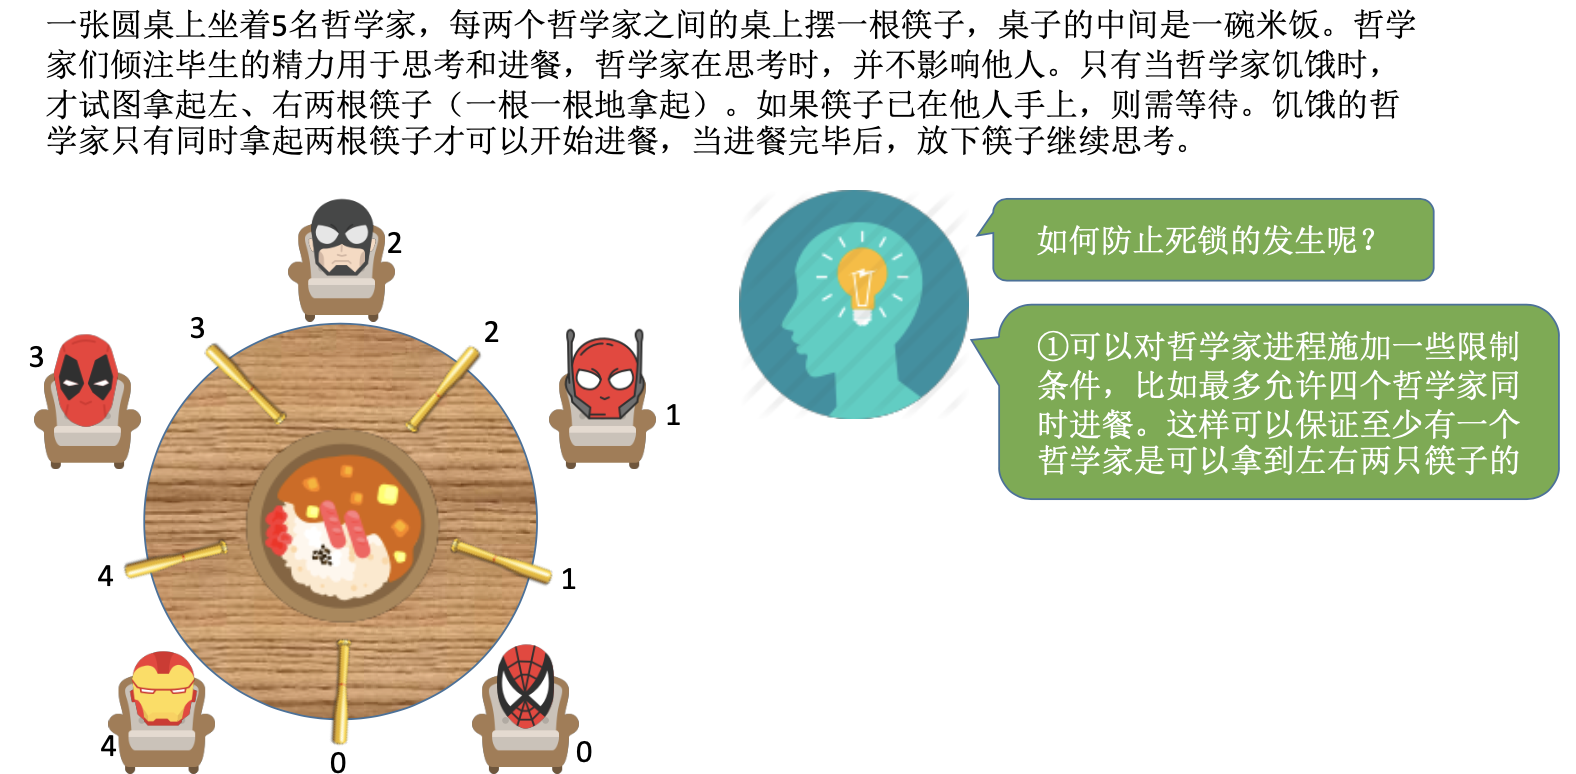 一张圆桌上坐着5名哲学家，每两个哲学家之间的桌上摆一根筷子，桌子的中间是一碗米饭。哲学
家们倾注毕生的精力用于思考和进餐，哲学家在思考时，并不影响他人。只有当哲学家饥饿时，
才试图拿起左、右两根筷子（一根一根地拿起）。如果筷子已在他人手上，则需等待。饥饿的哲
学家只有同时拿起两根筷子才可以开始进餐，当进餐完毕后，放下筷子继续思考。
如何防止死锁的发生呢？
①可以对哲学家进程施加一些限制
条件，比如最多允许四个哲学家同
时进餐。这样可以保证至少有一个
哲学家是可以拿到左右两只筷子的
2
3
2
3
1
4
1
4
0
0